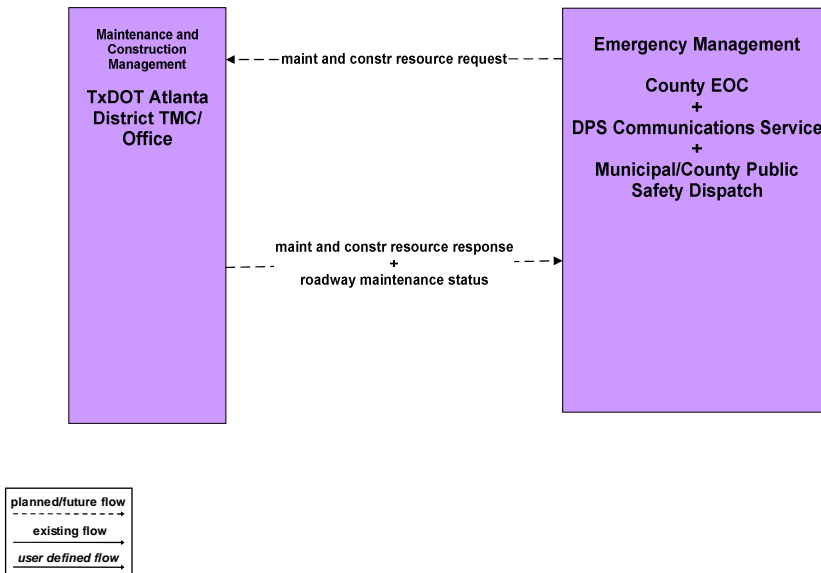 Maintenance and
Construction
Management
TxDOT Atlanta
District TMC/
Office
maint and constr resource request
Emergency Management
County EOC
+
DPS Communications Service
+
Municipal/County Public
Safety Dispatch
maint and constr resource response
+
roadway maintenance status
planned/future flow
existing flow
user defined flow